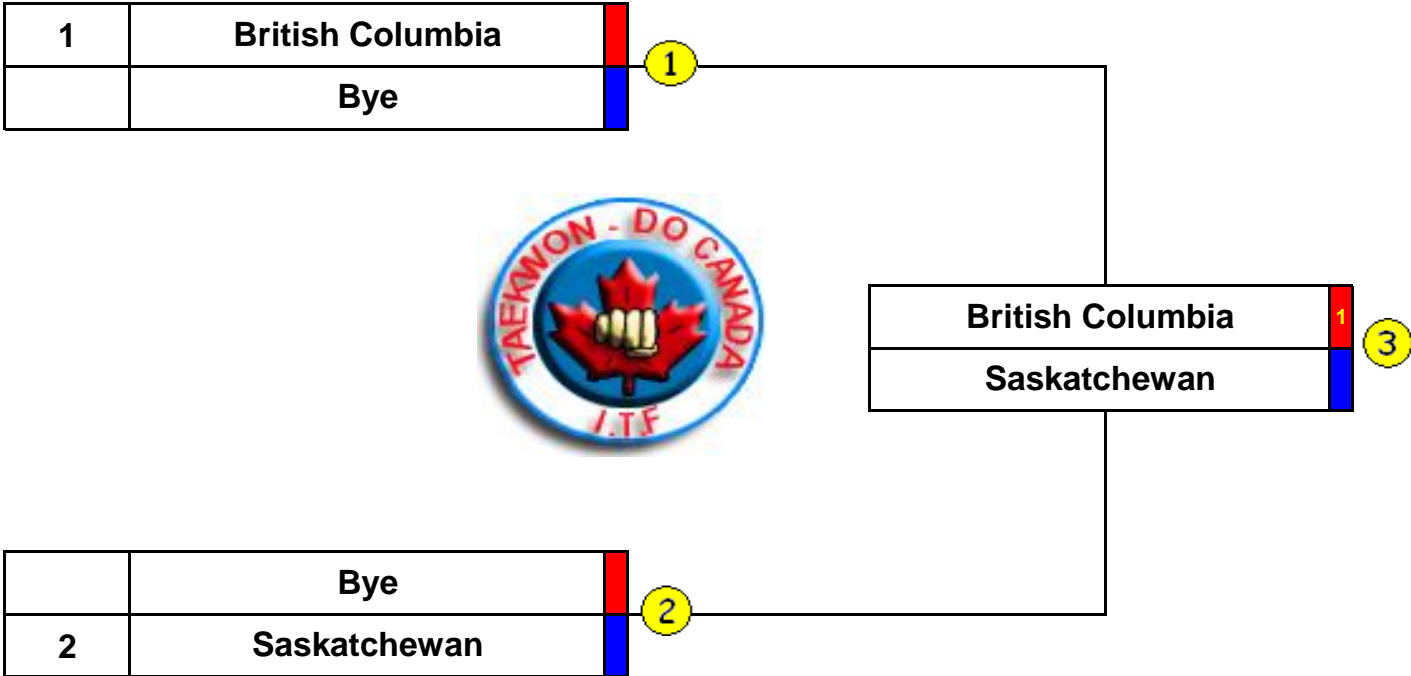 1 British Columbia
1
Bye
TAEKWON - DO CANADA
I.T.F
British Columbia 1
3
Saskatchewan
Bye
2
2 Saskatchewan